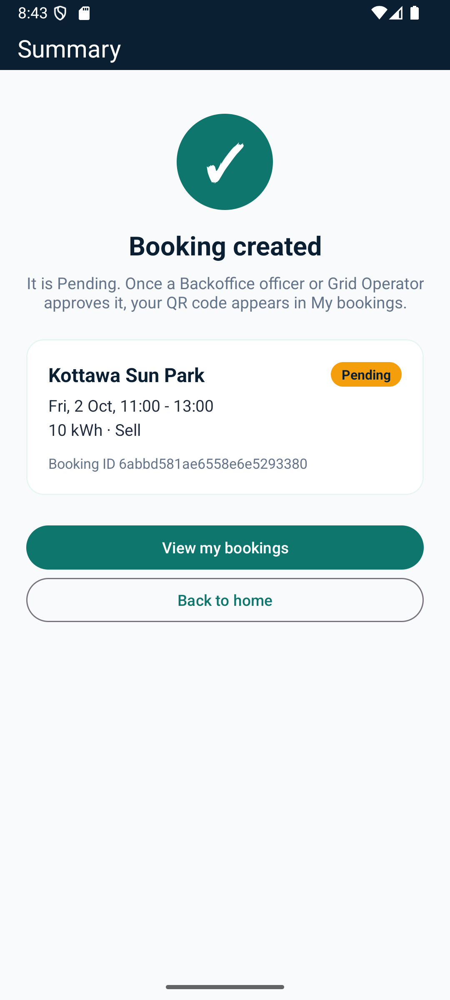 8:43
Summary
Booking created
It is Pending. Once a Backoffice officer or Grid Operator
approves it, your QR code appears in My bookings.
Kottawa Sun Park
Pending
Fri, 2 Oct, 11:00 - 13:00
10 kWh · Sell
Booking ID 6abbd581ae6558e6e5293380
View my bookings
Back to home